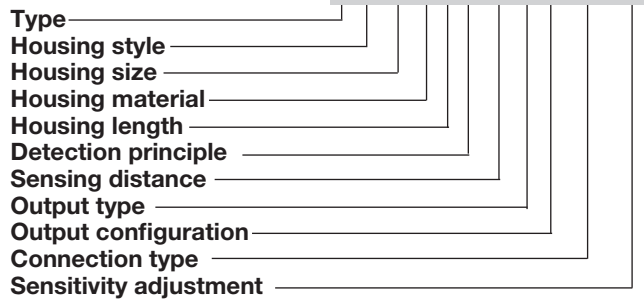 Type
Housing style
Housing size
Housing material
Housing length
Detection principle
Sensing distance
Output type
Output configuration
Connection type
Sensitivity adjustment